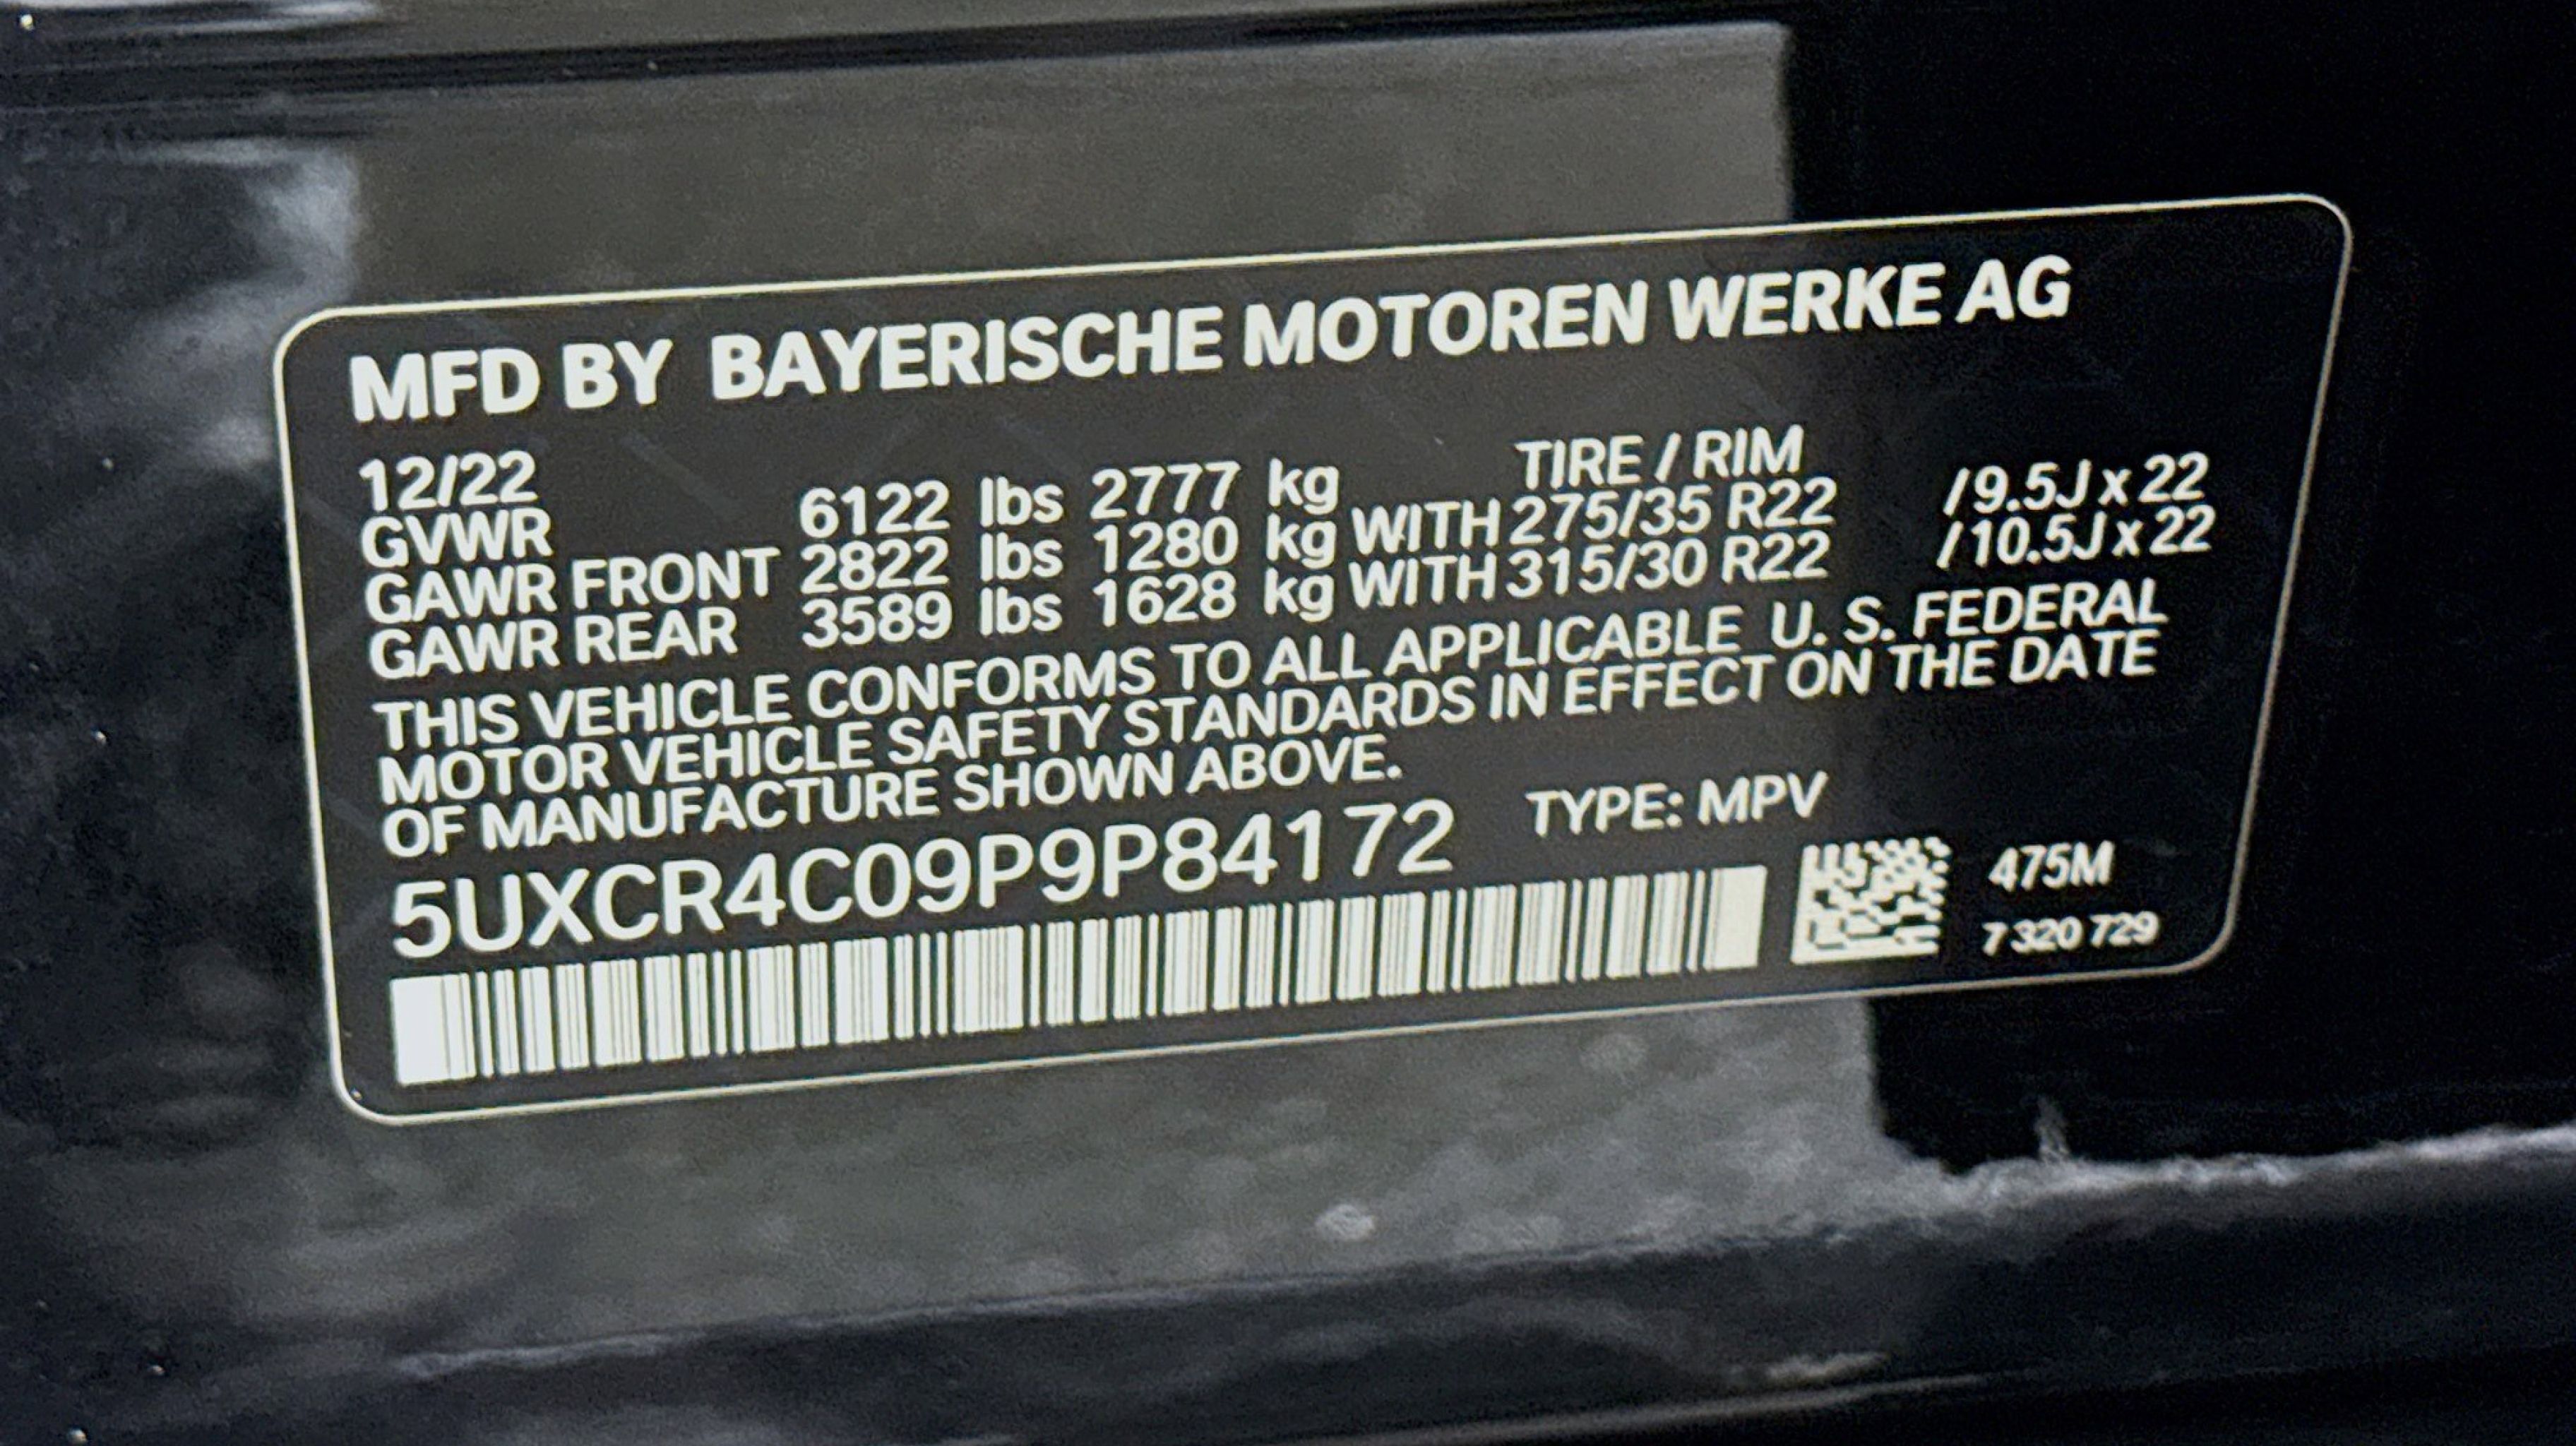 MFD BY BAYERISCHE MOTOREN WERKE AG
12/22 TIRE / RIM
GVWR 6122 lbs 2777 kg
GAWR FRONT 2822 lbs 1280 kg WITH 275/35 R22 /9.5J x 22
GAWR REAR 3589 lbs 1628 kg WITH 315/30 R22 /10.5J x 22
THIS VEHICLE CONFORMS TO ALL APPLICABLE U. S. FEDERAL
MOTOR VEHICLE SAFETY STANDARDS IN EFFECT ON THE DATE
OF MANUFACTURE SHOWN ABOVE.
5UXCR4C09P9P84172 TYPE: MPV
475M
7 320 729